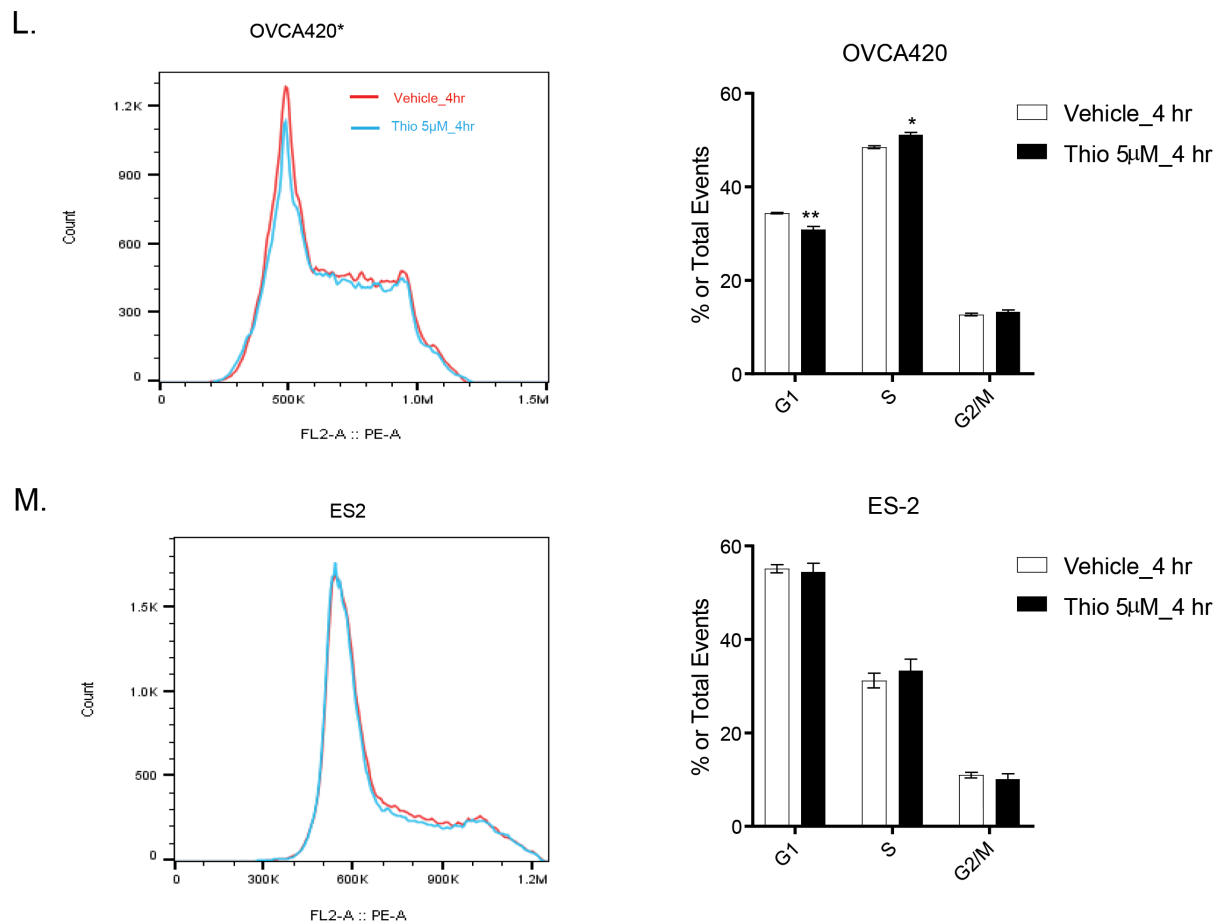 L.
OVCA420*
1.2K
900
600
300
0
Count
Vehicle_4hr
Thio 5µM_4hr
0 500K 1.0M 1.5M
FL2-A :: PE-A
OVCA420
60
40
20
0
% or Total Events
** *
G1 S G2/M
Vehicle_4 hr
Thio 5µM_4 hr
M.
ES2
1.5K
1.0K
500
0
Count
0 300K 600K 900K 1.2M
FL2-A :: PE-A
ES-2
60
40
20
0
% or Total Events
G1 S G2/M
Vehicle_4 hr
Thio 5µM_4 hr